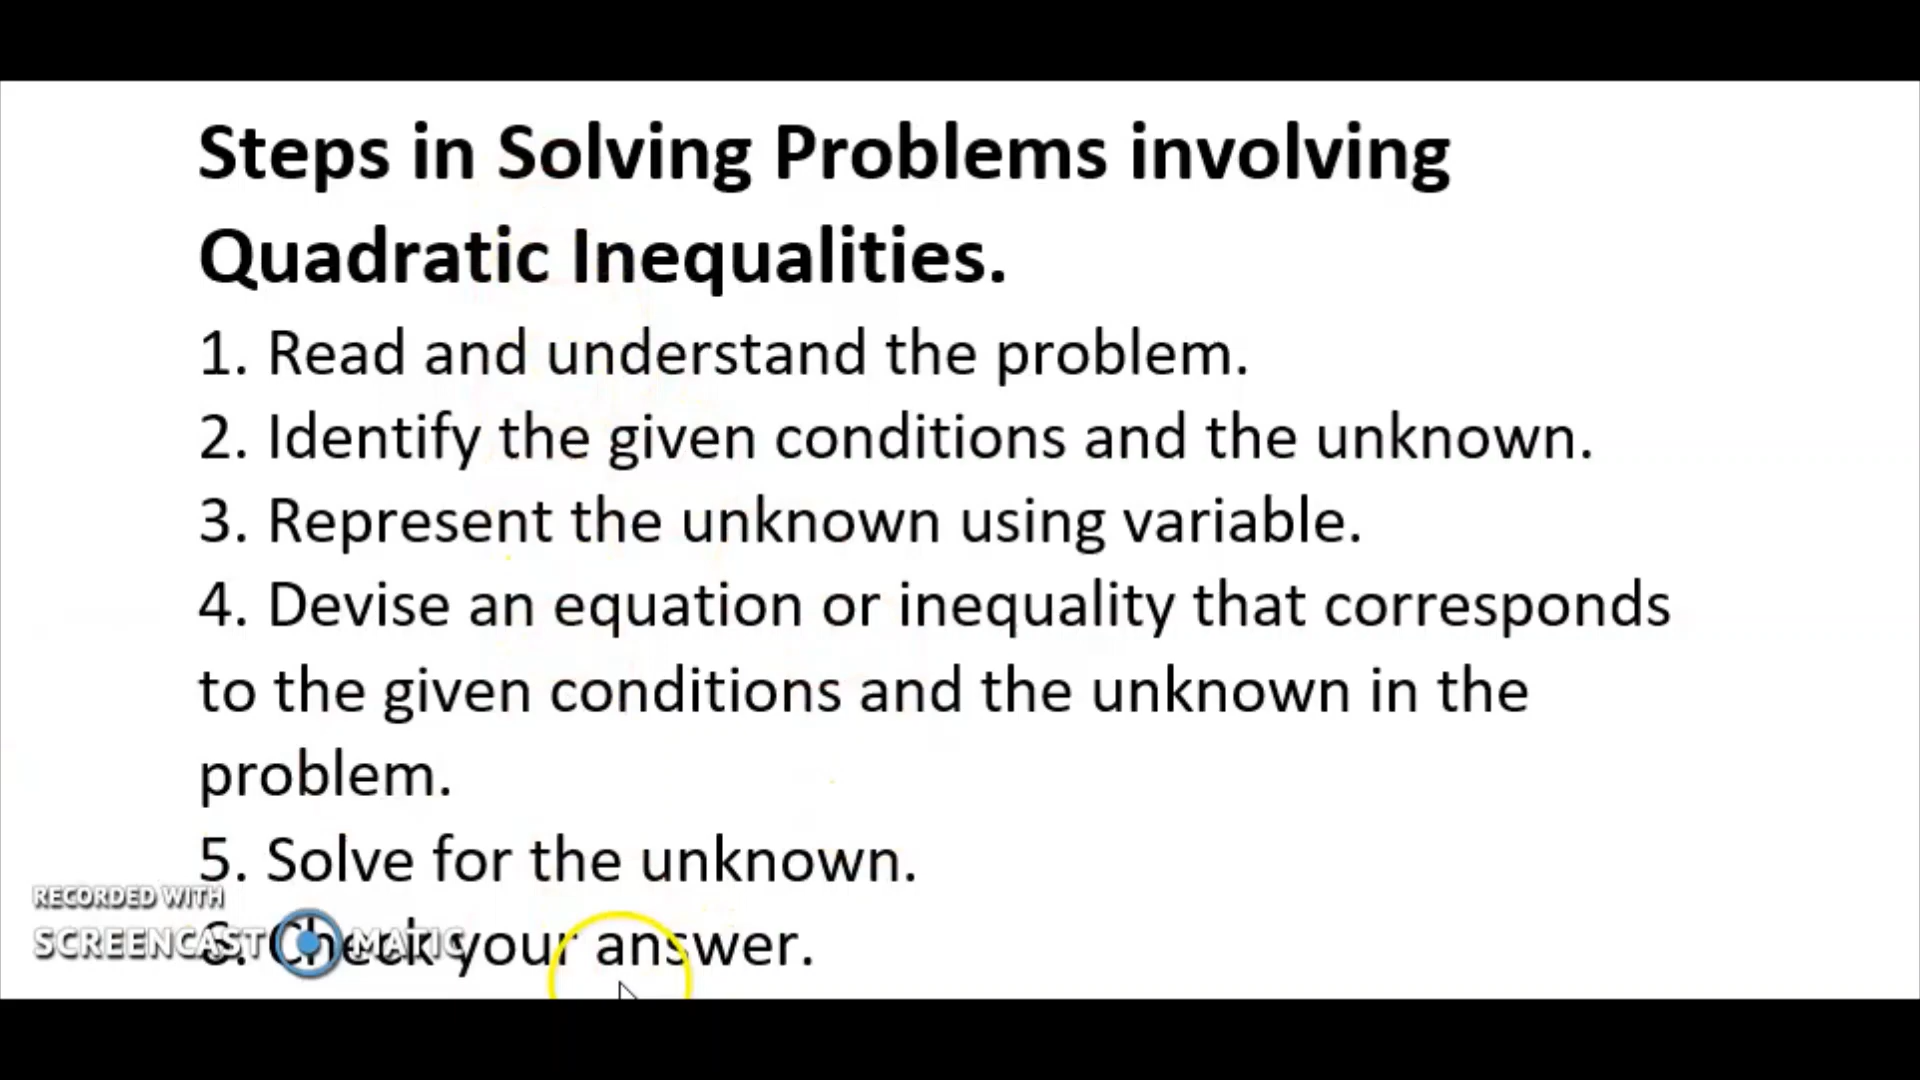 Steps in Solving Problems involving
Quadratic Inequalities.
1. Read and understand the problem.
2. Identify the given conditions and the unknown.
3. Represent the unknown using variable.
4. Devise an equation or inequality that corresponds
to the given conditions and the unknown in the
problem.
5. Solve for the unknown.
RECORDED WITH
SCREENCAST MATIC
6. Check your answer.